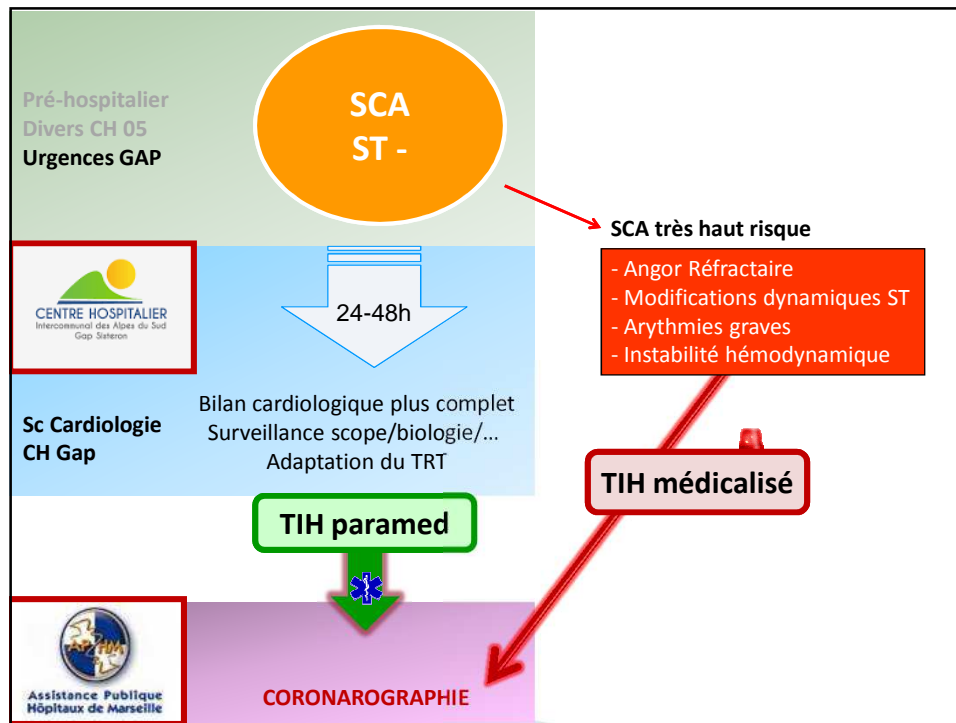 Pré-hospitalier
Divers CH 05
Urgences GAP
SCA
ST -
SCA très haut risque
- Angor Réfractaire
- Modifications dynamiques ST
- Arythmies graves
- Instabilité hémodynamique
CENTRE HOSPITALIER
Intercommunal des Alpes du Sud
Gap Sisteron
24-48h
Sc Cardiologie
CH Gap
Bilan cardiologique plus complet
Surveillance scope/biologie/...
Adaptation du TRT
TIH médicalisé
TIH paramed
AP HM
Assistance Publique
Hôpitaux de Marseille
CORONAROGRAPHIE